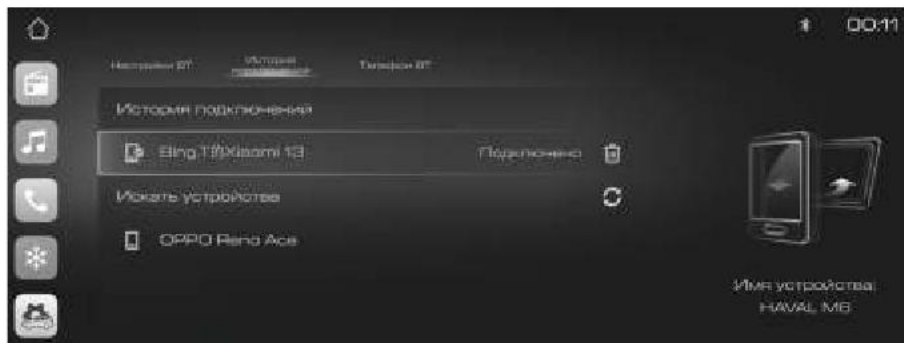 00:11
Настройки BT
История
Телефон BT
История подключений
Bing.T的Xiaomi 13
Подключено
Искать устройства
OPPO Reno Ace
Имя устройства:
HAVAL M6